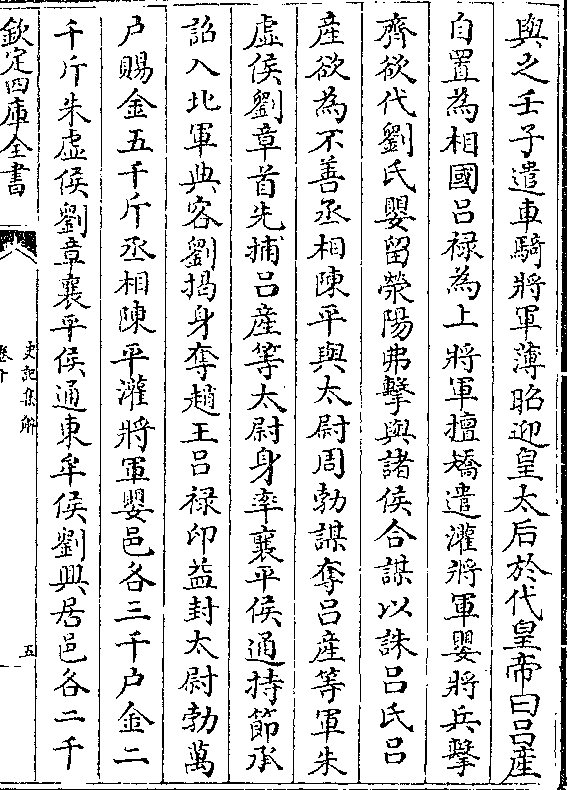 與之壬子遣車騎將軍薄昭迎皇太后於代皇帝曰吕產
自置為相國吕禄為上將軍擅矯遣灌將軍嬰將兵擊
齊欲代劉氏嬰留滎陽弗擊與諸侯合謀以誅吕氏吕
產欲為不善丞相陳平與太尉周勃謀奪吕產等軍朱
虛侯劉章首先捕吕產等太尉身率襄平侯通持節承
詔入北軍典客劉揭身奪趙王吕禄印益封太尉勃萬
户賜金五千斤丞相陳平灌將軍嬰邑各三千户金二
千斤朱虛侯劉章襄平侯通東牟侯劉興居邑各二千
欽定四庫全書
史記集解
卷十
五